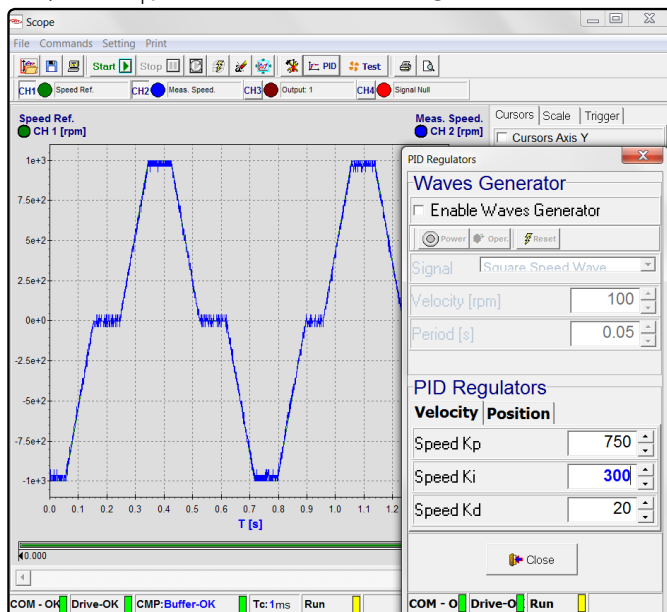 Scope
File Commands Setting Print
Start Stop PID Test
CH1 Speed Ref. CH2 Meas. Speed. CH3 Output: 1 CH4 Signal Null
Speed Ref.
CH 1 [rpm]
Meas. Speed.
CH 2 [rpm]
Cursors Scale Trigger
Cursors Axis Y
1e+3
7.5e+2
5e+2
2.5e+2
0e+0
-2.5e+2
-5e+2
-7.5e+2
-1e+3
0.0 0.1 0.2 0.3 0.4 0.5 0.6 0.7 0.8 0.9 1.0 1.1 1.2
T [s]
0.000
COM - OK Drive-OK CMP:Buffer-OK Tc:1ms Run
PID Regulators
Waves Generator
Enable Waves Generator
Power Oper. Reset
Signal Square Speed Wave
Velocity [rpm] 100
Period [s] 0.05
PID Regulators
Velocity Position
Speed Kp 750
Speed Ki 300
Speed Kd 20
Close
COM - O Drive-O Run